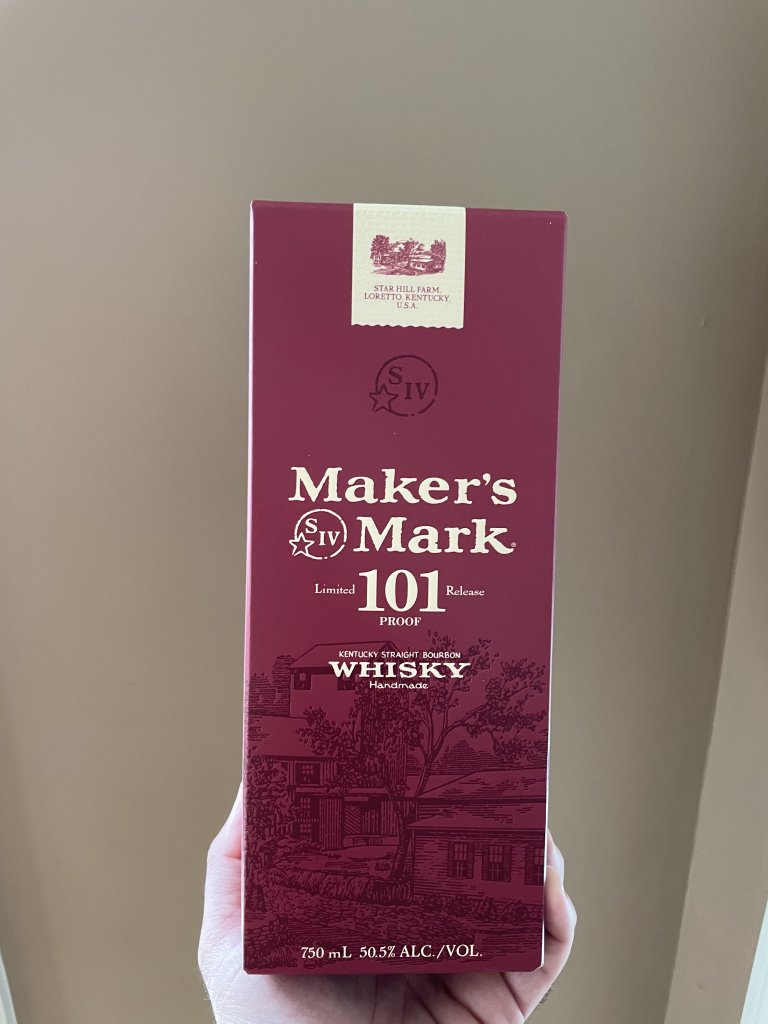 STAR HILL FARM,
LORETTO, KENTUCKY,
U.S.A.
S IV
Maker's
S IV Mark®
Limited 101 Release
PROOF
KENTUCKY STRAIGHT BOURBON
WHISKY
Handmade
750 mL 50.5% ALC./VOL.